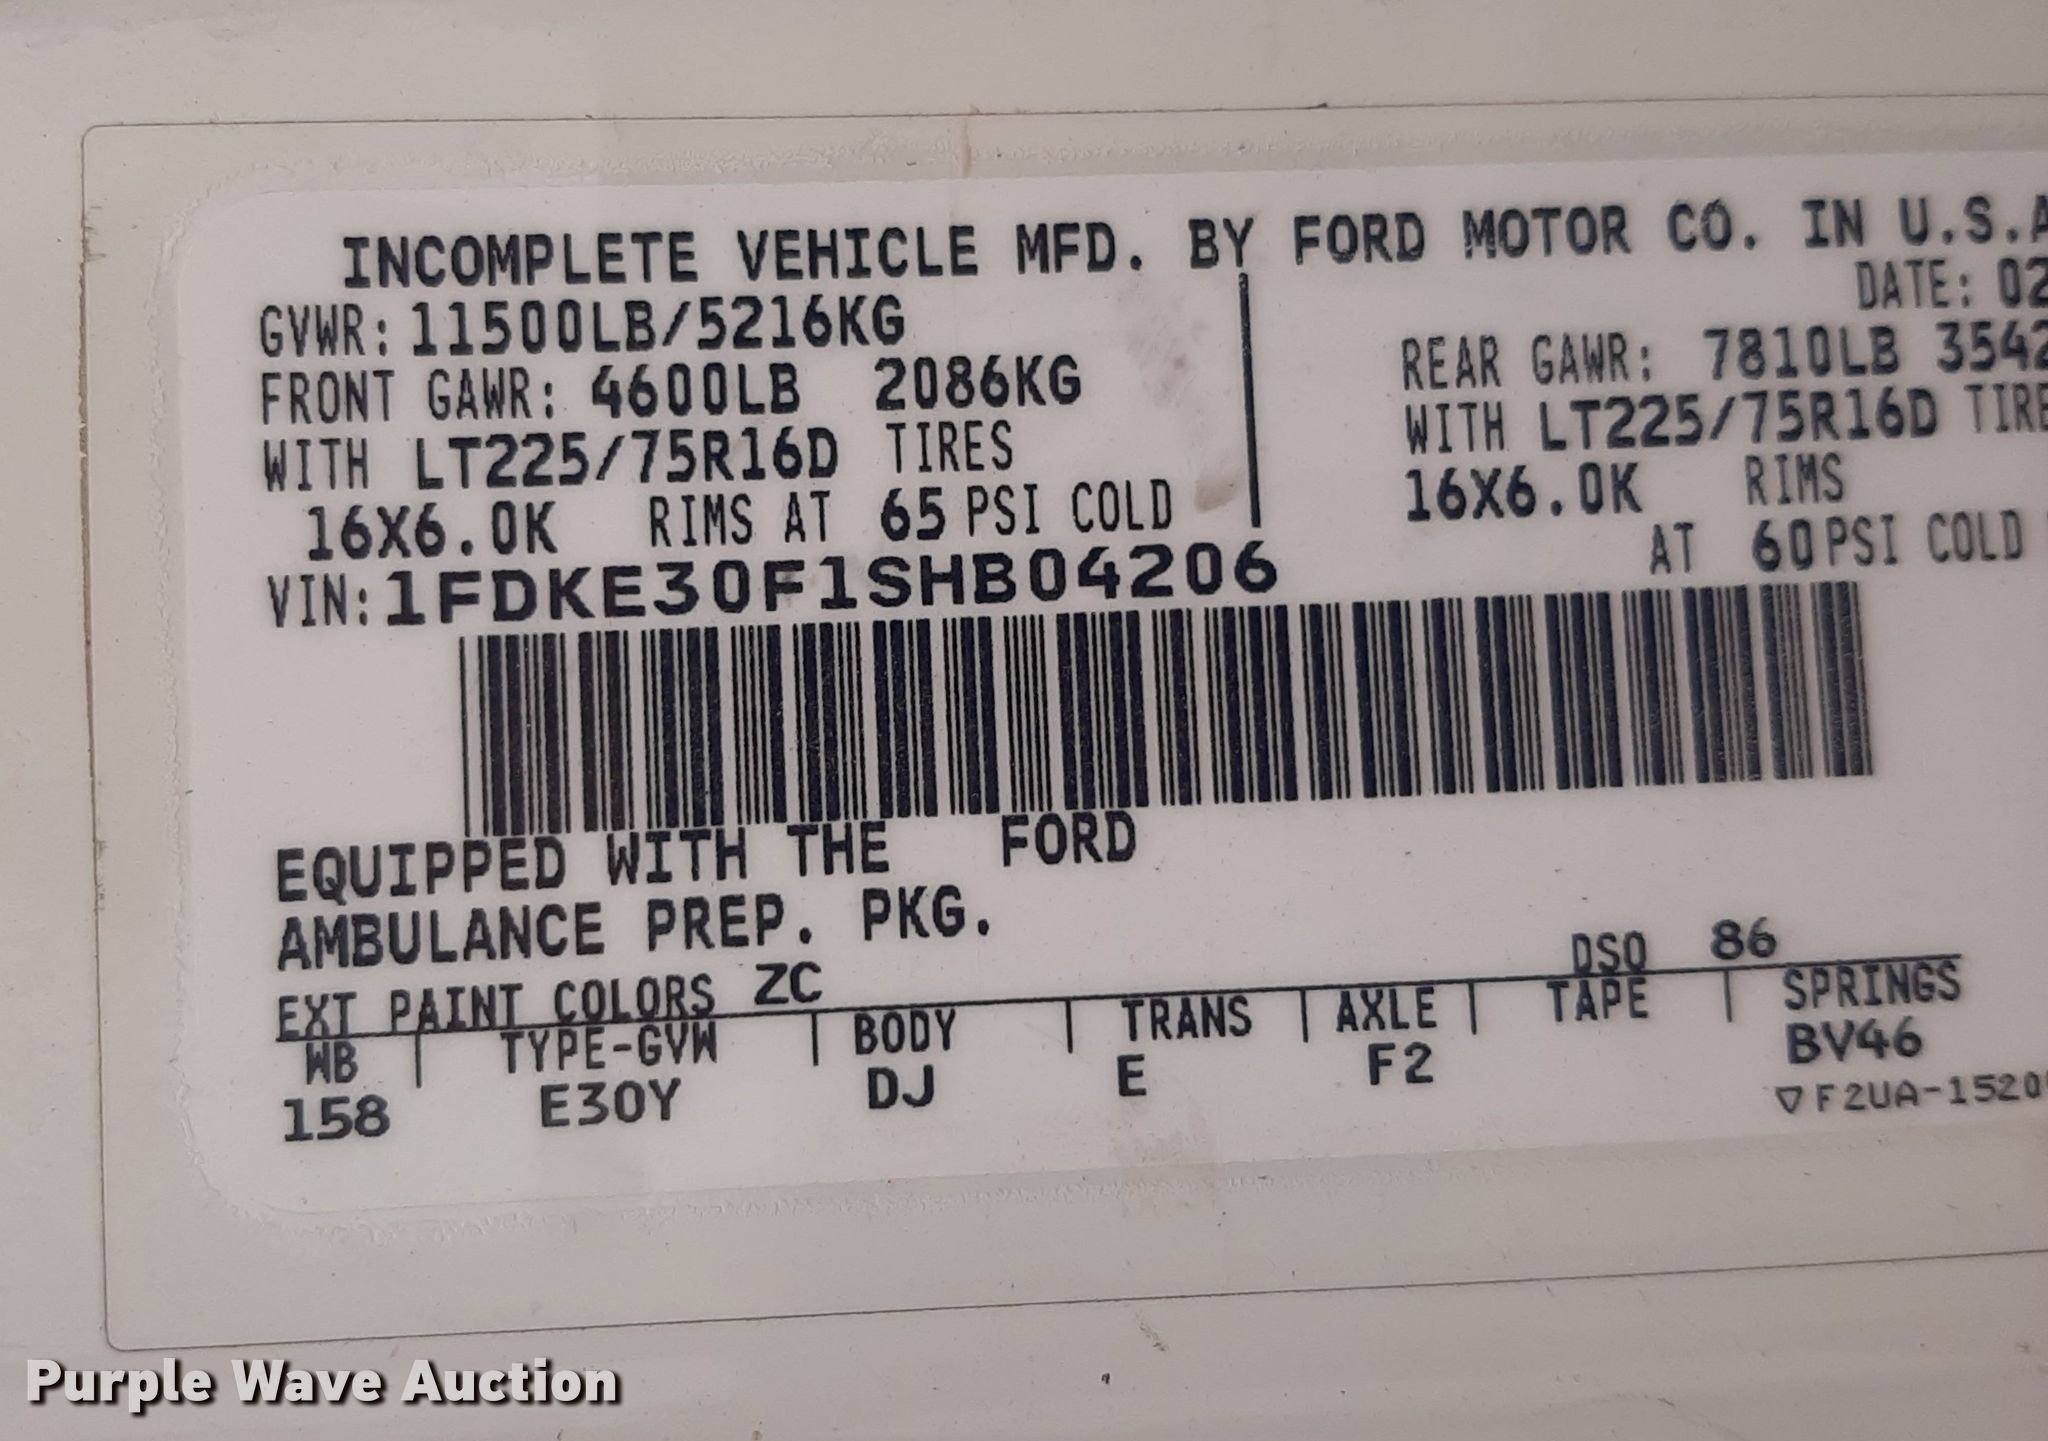 INCOMPLETE VEHICLE MFD. BY FORD MOTOR CO. IN U.S.A
DATE: 02
GVWR: 11500LB/5216KG
FRONT GAWR: 4600LB 2086KG
REAR GAWR: 7810LB 3542
WITH LT225/75R16D TIRES
WITH LT225/75R16D TIRE
16X6.0K RIMS AT 65 PSI COLD
16X6.0K RIMS
AT 60 PSI COLD
VIN: 1FDKE30F1SHB04206
EQUIPPED WITH THE FORD
AMBULANCE PREP. PKG.
EXT PAINT COLORS ZC
DSO 86
WB | TYPE-GVW | BODY | TRANS | AXLE | TAPE | SPRINGS
158 E30Y DJ E F2 BV46
▽F2UA-1520
Purple Wave Auction